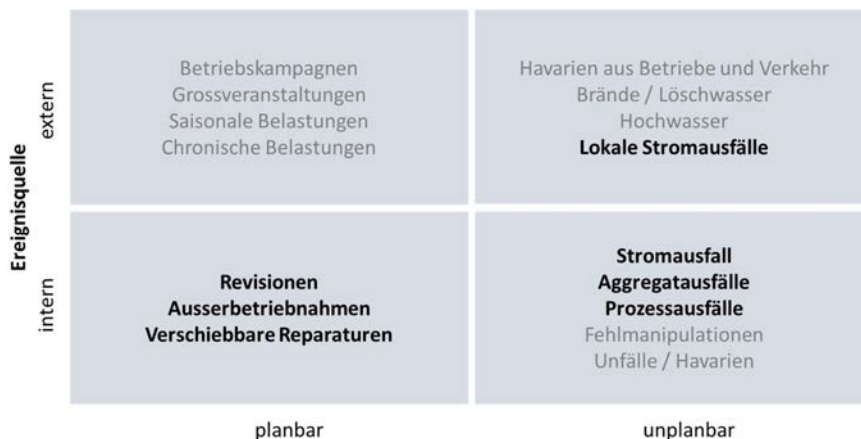 Ereignisquelle
extern
Betriebskampagnen
Grossveranstaltungen
Saisonale Belastungen
Chronische Belastungen
Havarien aus Betriebe und Verkehr
Brände / Löschwasser
Hochwasser
Lokale Stromausfälle
intern
Revisionen
Ausserbetriebnahmen
Verschiebbare Reparaturen
Stromausfall
Aggregatausfälle
Prozessausfälle
Fehlmanipulationen
Unfälle / Havarien
planbar
unplanbar